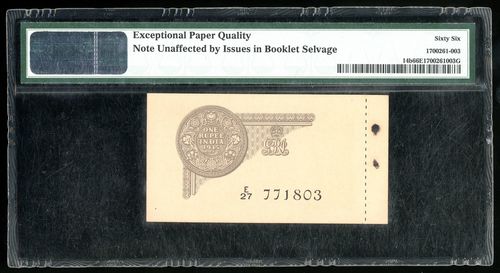 Exceptional Paper Quality
Note Unaffected by Issues in Booklet Selvage
Sixty Six
1700261-003
14b66E1700261003G
ONE
RUPEE
INDIA
1935
GRI
E/27 771803